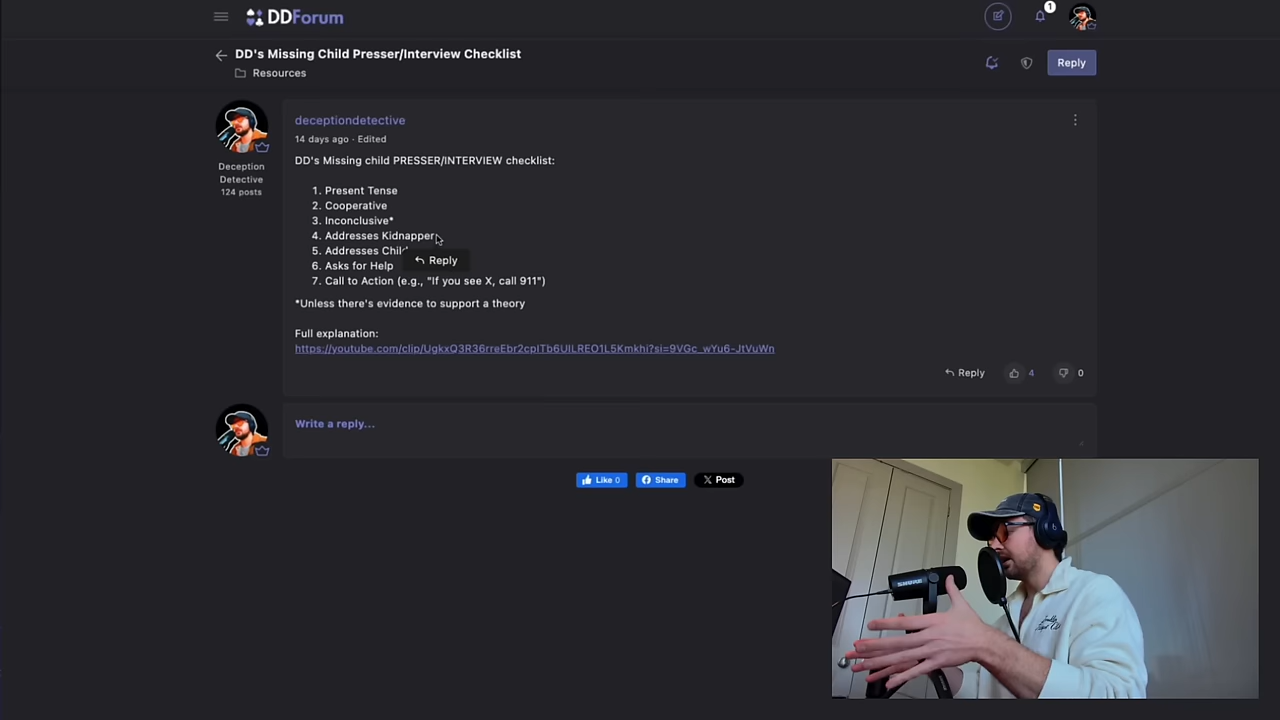 DDForum
1
DD's Missing Child Presser/Interview Checklist
Resources
Reply
deceptiondetective
14 days ago · Edited
Deception
Detective
124 posts
DD's Missing child PRESSER/INTERVIEW checklist:
1. Present Tense
2. Cooperative
3. Inconclusive*
4. Addresses Kidnapper
5. Addresses Chil
Reply
6. Asks for Help
7. Call to Action (e.g., "If you see X, call 911")
*Unless there's evidence to support a theory
Full explanation:
https://youtube.com/clip/UgkxQ3R36rreEbr2cpITb6UILREO1L5Kmkhi?si=9VGc_wYu6-JtVuWn
Reply
4
0
Write a reply...
Like 0
Share
Post